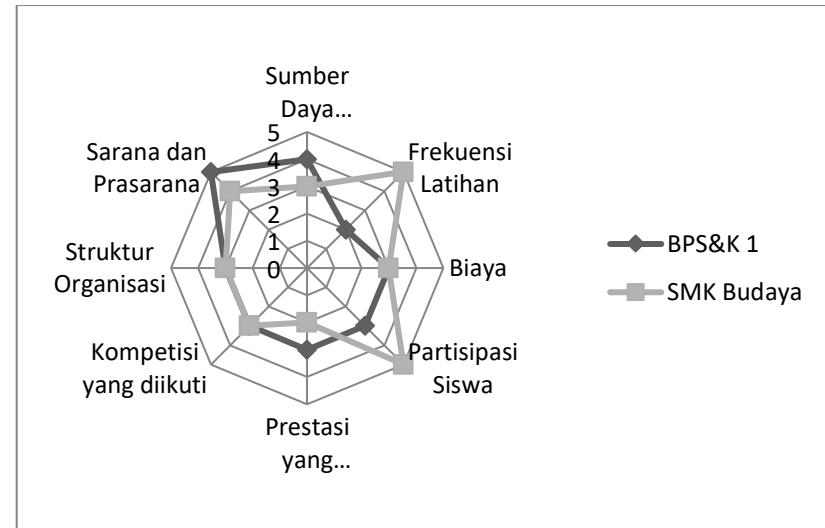 Sumber
Daya...
Frekuensi
Latihan
Biaya
Partisipasi
Siswa
Prestasi
yang...
Kompetisi
yang diikuti
Struktur
Organisasi
Sarana dan
Prasarana
5
4
3
2
1
0
BPS&K 1
SMK Budaya